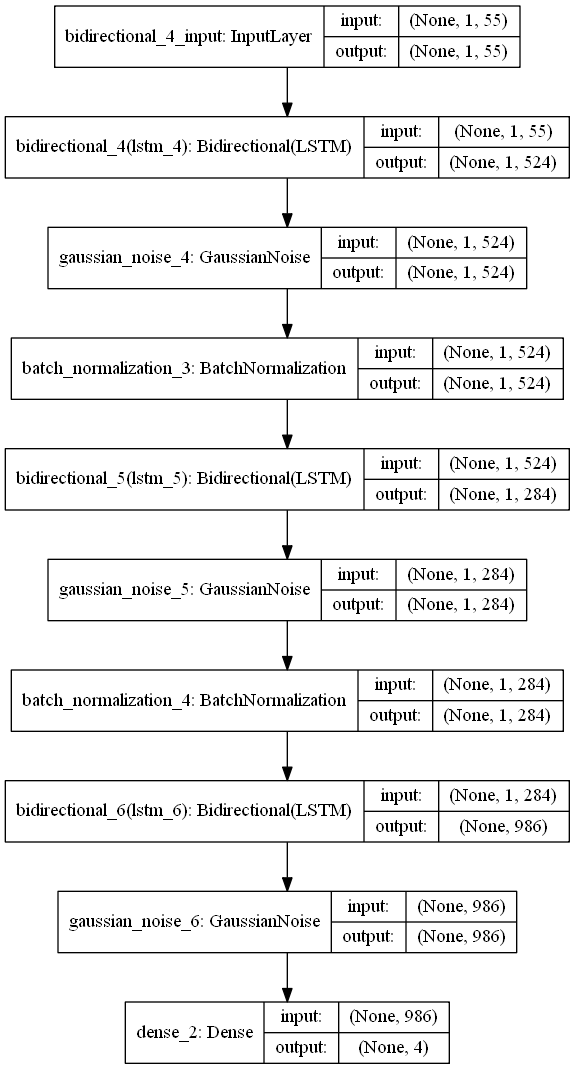 bidirectional_4_input: InputLayer
input: (None, 1, 55)
output: (None, 1, 55)
bidirectional_4(lstm_4): Bidirectional(LSTM)
input: (None, 1, 55)
output: (None, 1, 524)
gaussian_noise_4: GaussianNoise
input: (None, 1, 524)
output: (None, 1, 524)
batch_normalization_3: BatchNormalization
input: (None, 1, 524)
output: (None, 1, 524)
bidirectional_5(lstm_5): Bidirectional(LSTM)
input: (None, 1, 524)
output: (None, 1, 284)
gaussian_noise_5: GaussianNoise
input: (None, 1, 284)
output: (None, 1, 284)
batch_normalization_4: BatchNormalization
input: (None, 1, 284)
output: (None, 1, 284)
bidirectional_6(lstm_6): Bidirectional(LSTM)
input: (None, 1, 284)
output: (None, 986)
gaussian_noise_6: GaussianNoise
input: (None, 986)
output: (None, 986)
dense_2: Dense
input: (None, 986)
output: (None, 4)